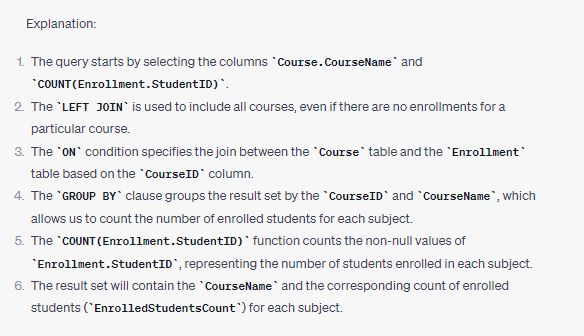 Explanation:
1. The query starts by selecting the columns `Course.CourseName` and
`COUNT(Enrollment.StudentID)`.
2. The `LEFT JOIN` is used to include all courses, even if there are no enrollments for a
particular course.
3. The `ON` condition specifies the join between the `Course` table and the `Enrollment`
table based on the `CourseID` column.
4. The `GROUP BY` clause groups the result set by the `CourseID` and `CourseName`, which
allows us to count the number of enrolled students for each subject.
5. The `COUNT(Enrollment.StudentID)` function counts the non-null values of
`Enrollment.StudentID`, representing the number of students enrolled in each subject.
6. The result set will contain the `CourseName` and the corresponding count of enrolled
students (`EnrolledStudentsCount`) for each subject.